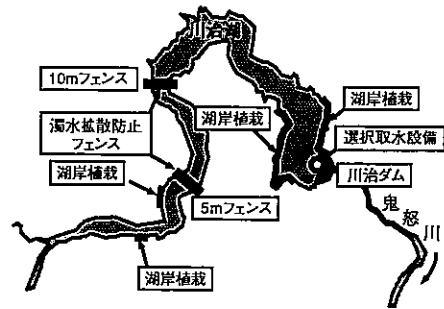 川治湖
10mフェンス
湖岸植栽
湖岸植栽
濁水拡散防止
フェンス
選択取水設備
湖岸植栽
川治ダム
5mフェンス
鬼怒川
湖岸植栽